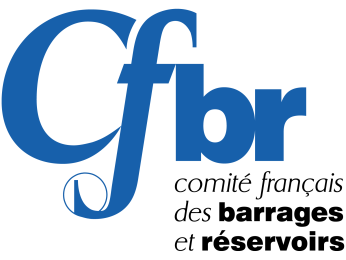 Cfbr
comité français
des barrages
et réservoirs